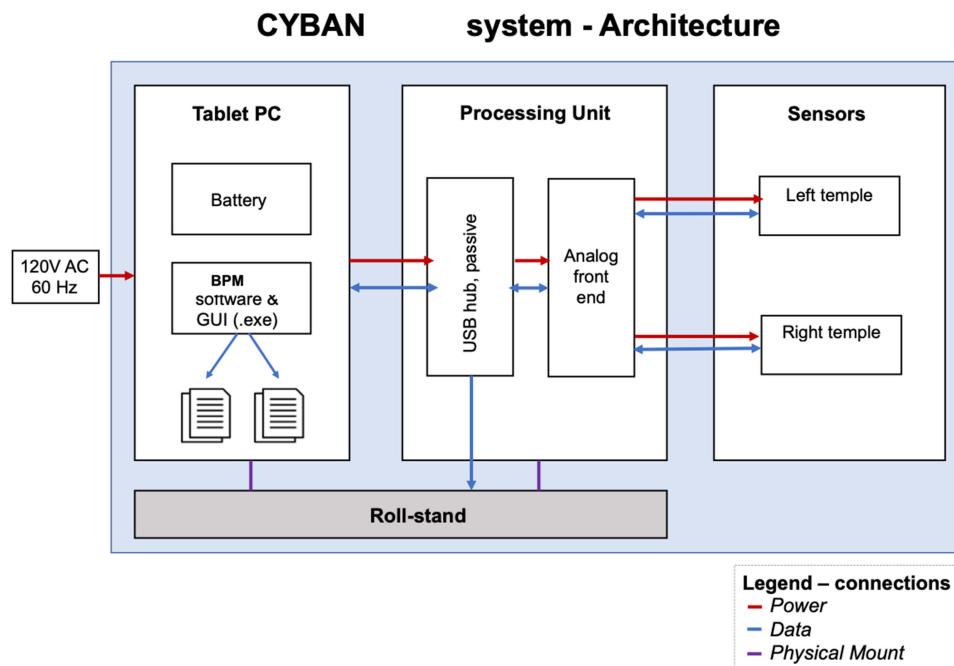 CYBAN system - Architecture
Tablet PC
Processing Unit
Sensors
Battery
BPM
software &
GUI (.exe)
120V AC
60 Hz
USB hub, passive
Analog
front
end
Left temple
Right temple
Roll-stand
Legend – connections
Power
Data
Physical Mount